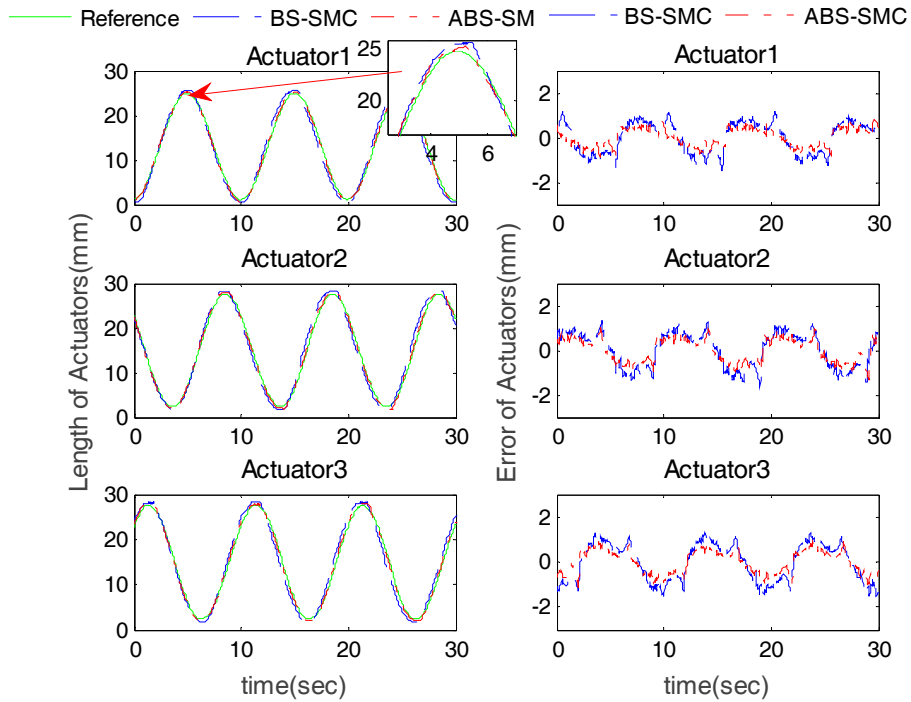 Reference BS-SMC ABS-SM BS-SMC ABS-SMC
Actuator1
30
20
10
0
0 10 20 30
25
20
4 6
Actuator2
30
20
10
0
0 10 20 30
Actuator3
30
20
10
0
0 10 20 30
Length of Actuators(mm)
time(sec)
Actuator1
2
0
-2
0 10 20 30
Actuator2
2
0
-2
0 10 20 30
Actuator3
2
0
-2
0 10 20 30
Error of Actuators(mm)
time(sec)